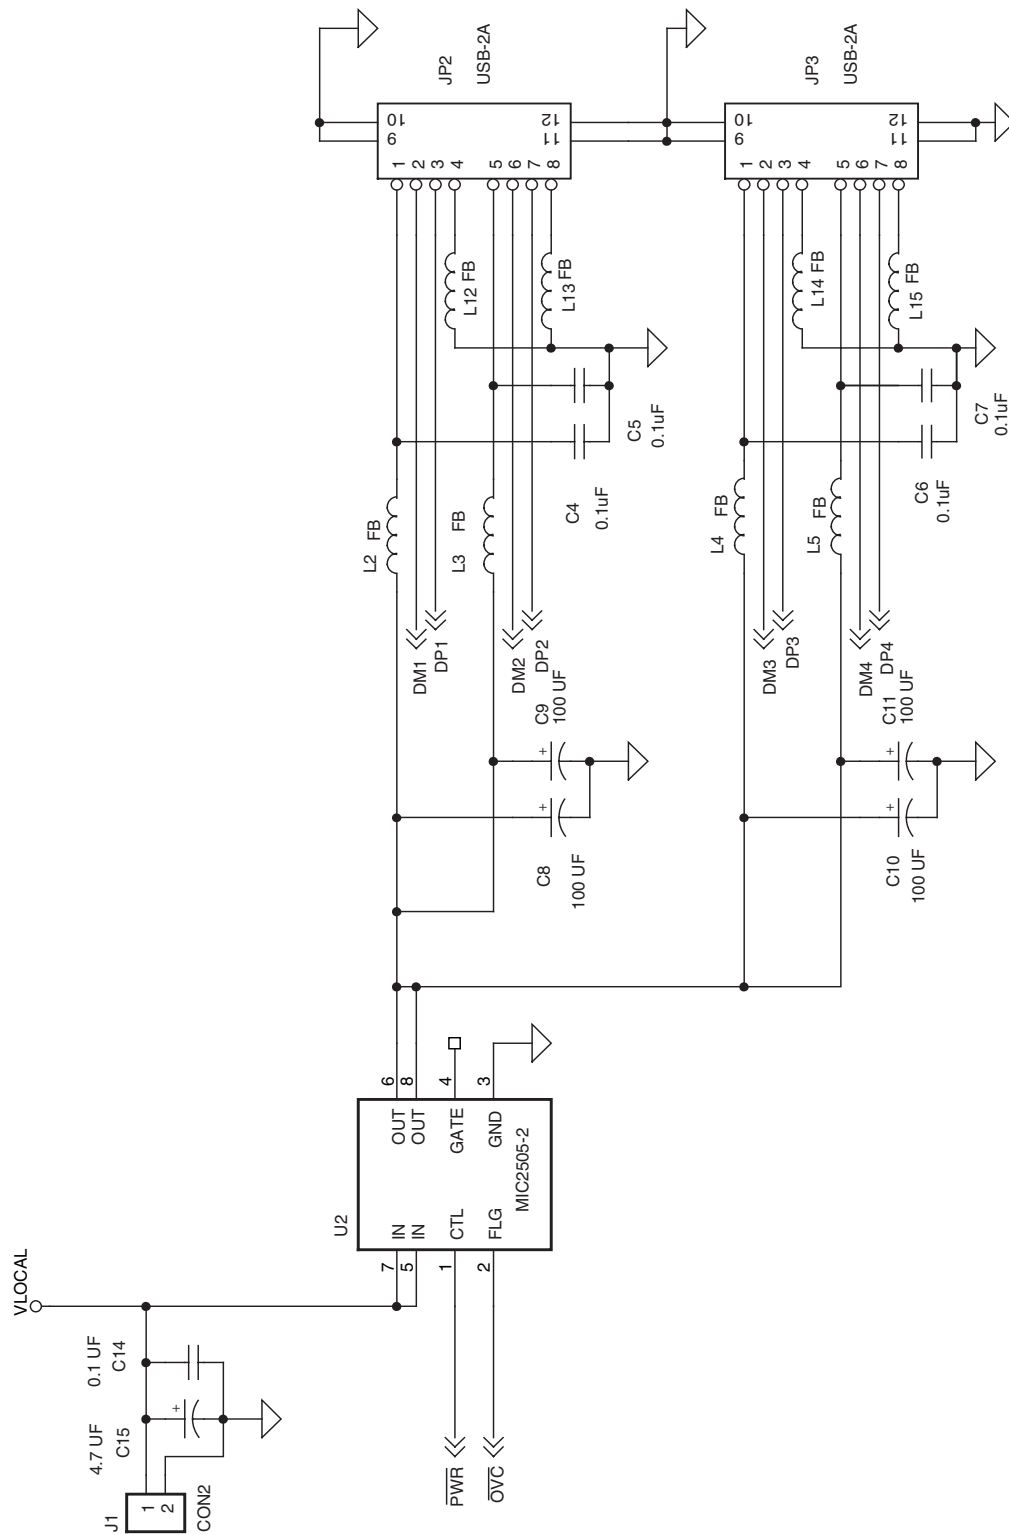 J1
1
2
CON2
4.7 UF
C15
+
0.1 UF
C14
VLOCAL
PWR
OVC
U2
7
5
1
2
IN
IN
CTL
FLG
OUT
OUT
GATE
GND
MIC2505-2
6
8
4
3
C8
100 UF
+
C9
100 UF
+
C10
100 UF
+
C11
100 UF
+
DM1
DP1
DM2
DP2
DM3
DP3
DM4
DP4
L2 FB
L3 FB
L4 FB
L5 FB
C4
0.1uF
C5
0.1uF
C6
0.1uF
C7
0.1uF
L12 FB
L13 FB
L14 FB
L15 FB
1
2
3
4
5
6
7
8
9
10
11
12
JP2
USB-2A
1
2
3
4
5
6
7
8
9
10
11
12
JP3
USB-2A